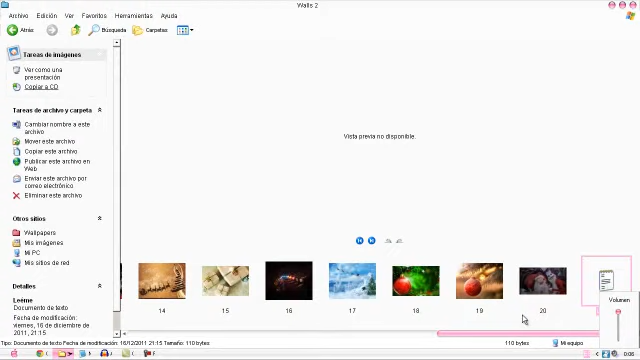 Walls 2
Archivo Edición Ver Favoritos Herramientas Ayuda
Atrás Búsqueda Carpetas
Tareas de imágenes
Ver como una
presentación
Copiar a CD
Tareas de archivo y carpeta
Cambiar nombre a este
archivo
Mover este archivo
Copiar este archivo
Publicar este archivo en
Web
Enviar este archivo por
correo electrónico
Eliminar este archivo
Otros sitios
Wallpapers
Mis imágenes
Mi PC
Mis sitios de red
Detalles
Leéme
Documento de texto
Fecha de modificación:
viernes, 16 de diciembre
de 2011, 21:15
Vista previa no disponible.
14 15 16 17 18 19 20
Volumen
Tipo: Documento de texto Fecha de modificación: 16/12/2011 21:15 Tamaño: 110 bytes 110 bytes Mi equipo